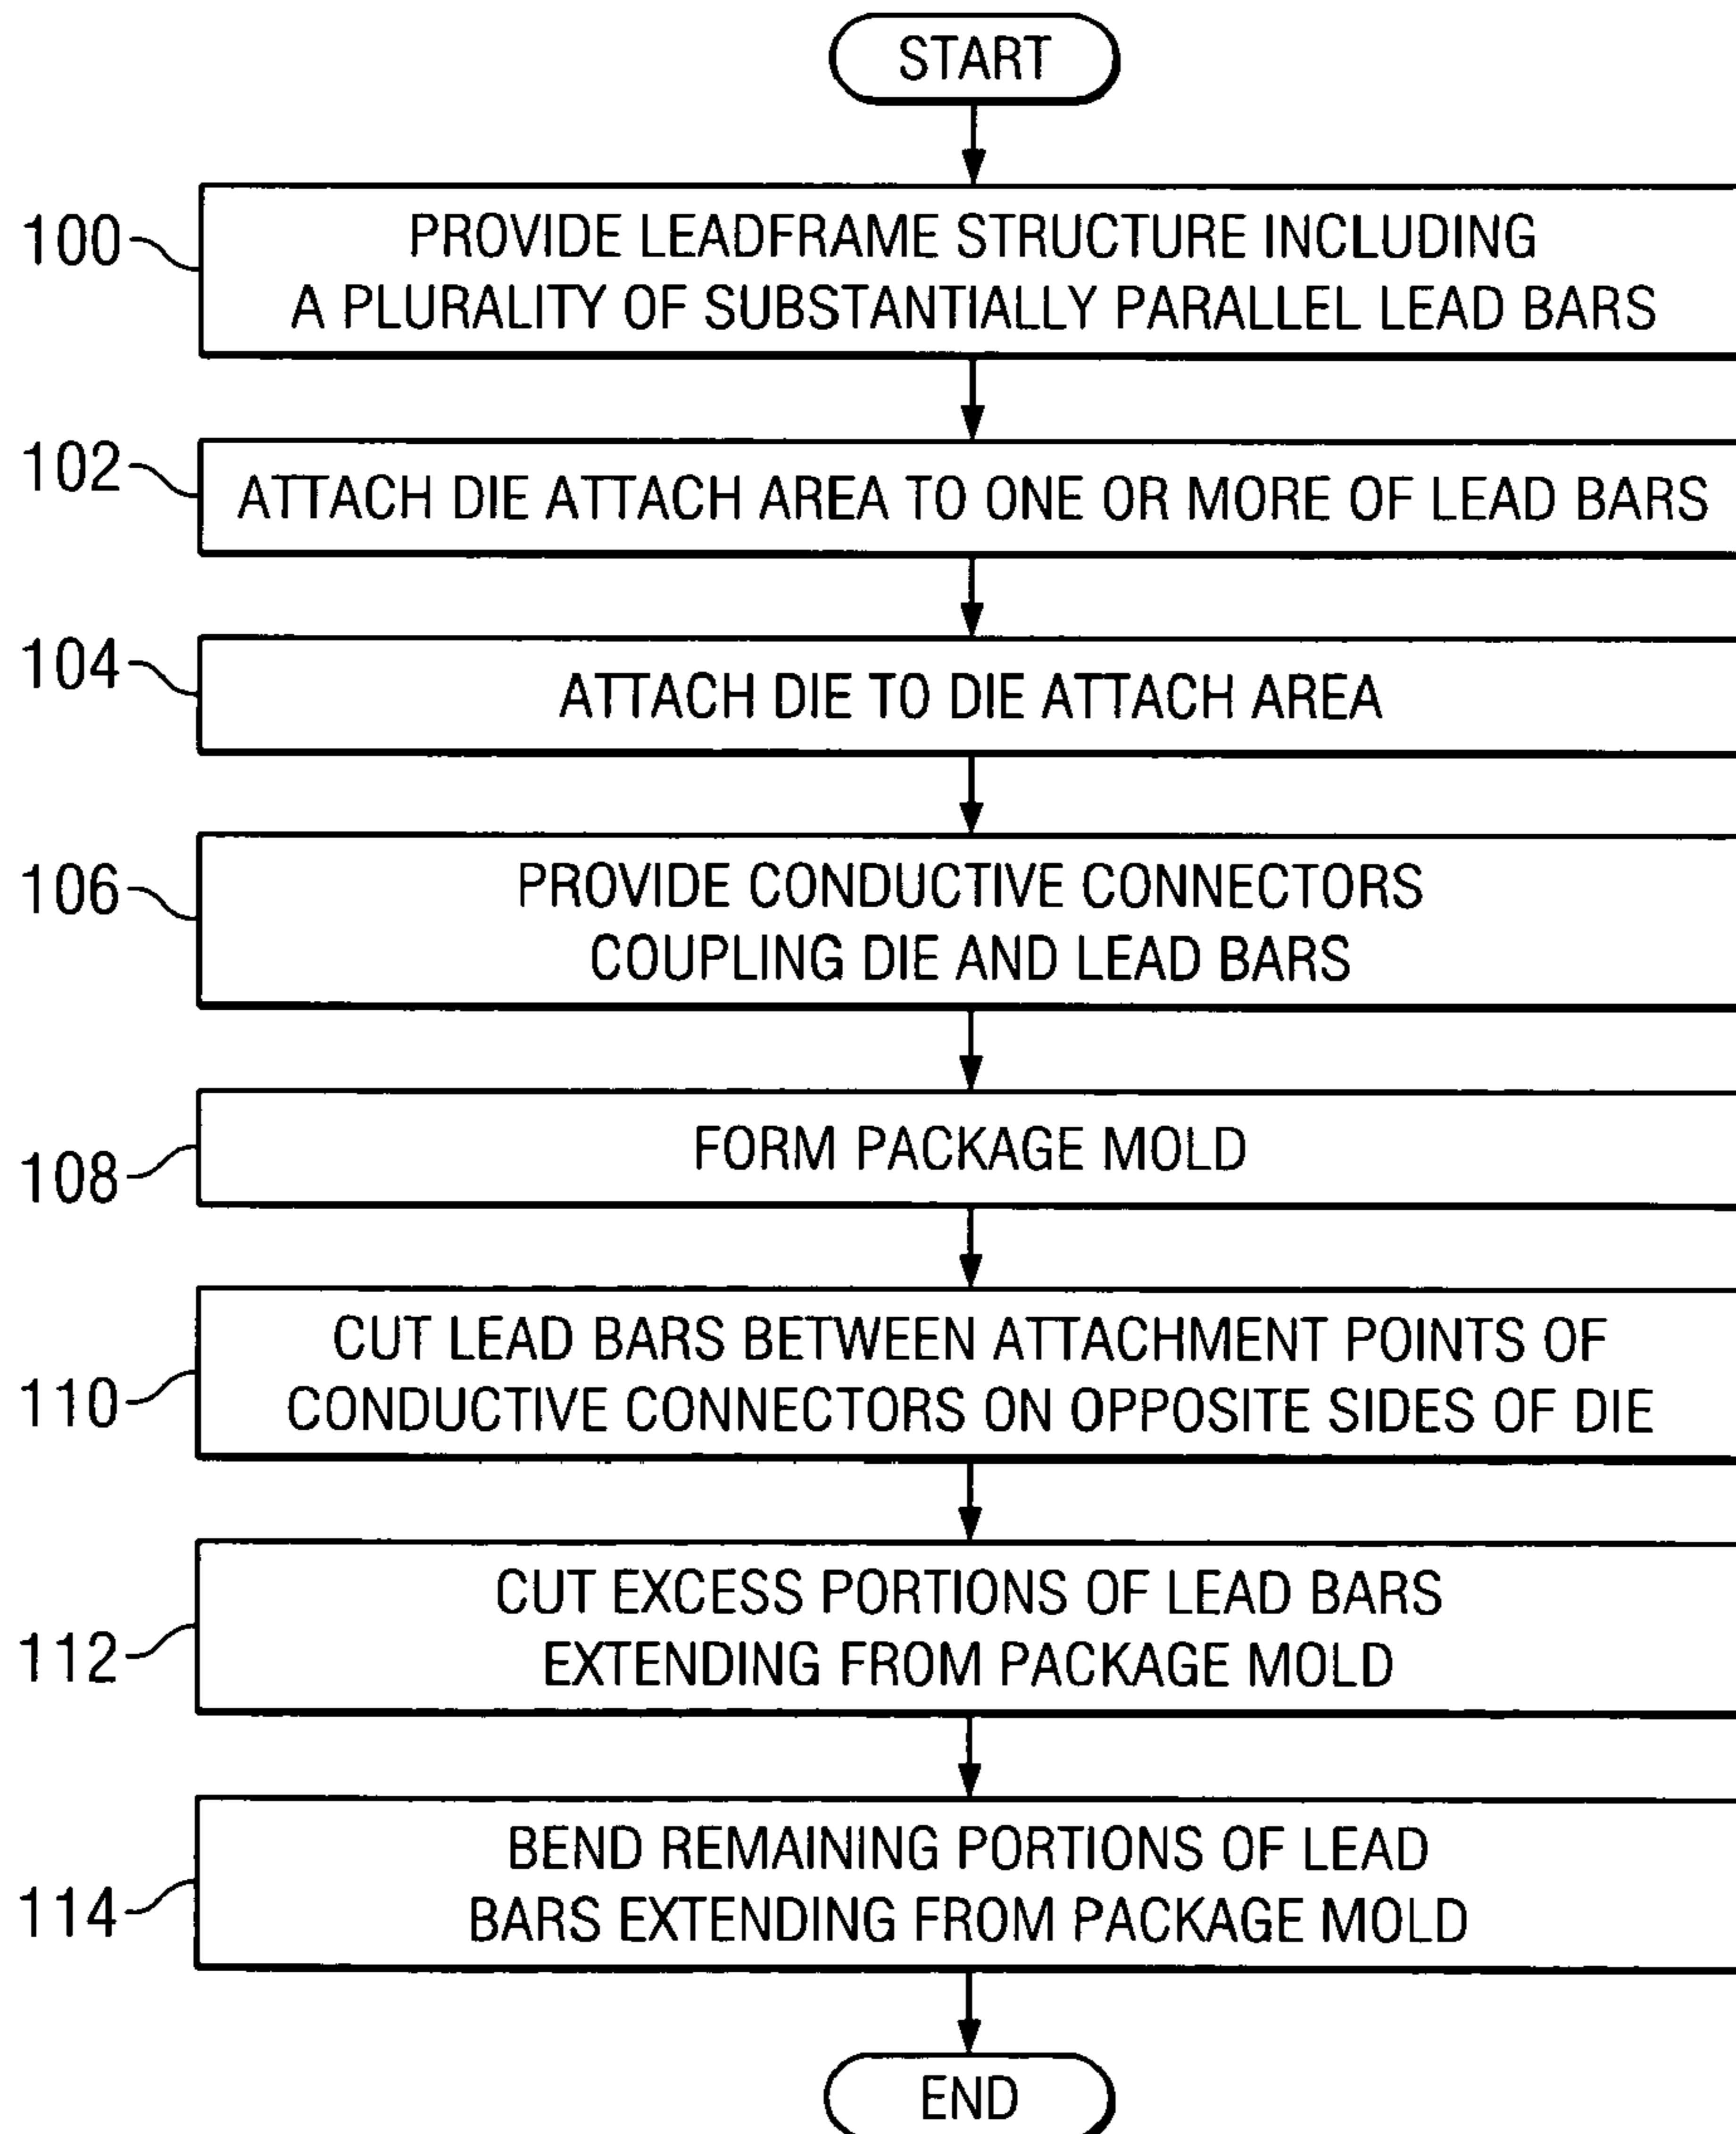 START
100
PROVIDE LEADFRAME STRUCTURE INCLUDING
A PLURALITY OF SUBSTANTIALLY PARALLEL LEAD BARS
102
ATTACH DIE ATTACH AREA TO ONE OR MORE OF LEAD BARS
104
ATTACH DIE TO DIE ATTACH AREA
106
PROVIDE CONDUCTIVE CONNECTORS
COUPLING DIE AND LEAD BARS
108
FORM PACKAGE MOLD
110
CUT LEAD BARS BETWEEN ATTACHMENT POINTS OF
CONDUCTIVE CONNECTORS ON OPPOSITE SIDES OF DIE
112
CUT EXCESS PORTIONS OF LEAD BARS
EXTENDING FROM PACKAGE MOLD
114
BEND REMAINING PORTIONS OF LEAD
BARS EXTENDING FROM PACKAGE MOLD
END